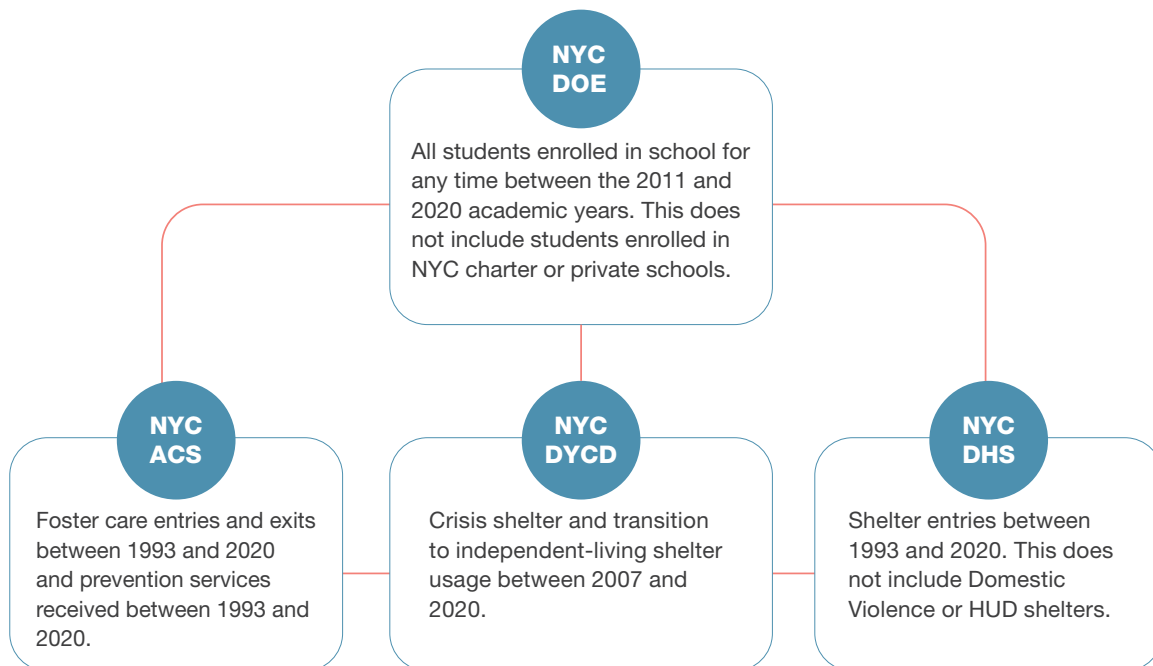 NYC
DOE
All students enrolled in school for
any time between the 2011 and
2020 academic years. This does
not include students enrolled in
NYC charter or private schools.
NYC
ACS
Foster care entries and exits
between 1993 and 2020
and prevention services
received between 1993 and
2020.
NYC
DYCD
Crisis shelter and transition
to independent-living shelter
usage between 2007 and
2020.
NYC
DHS
Shelter entries between
1993 and 2020. This does
not include Domestic
Violence or HUD shelters.